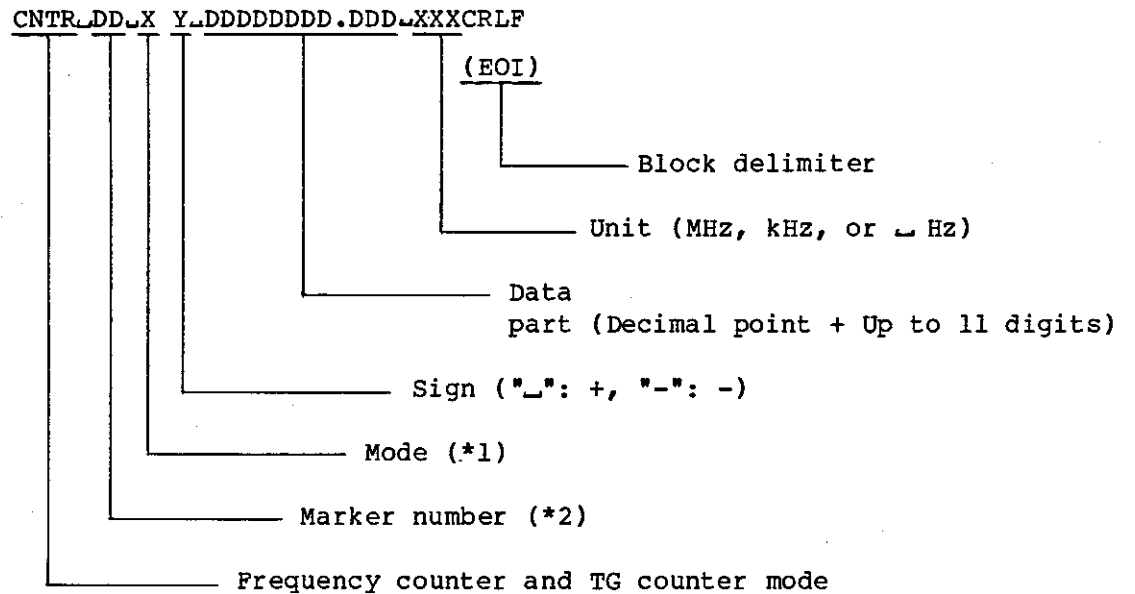 CNTR␣DD␣X Y␣DDDDDDDD.DDD␣XXXCRLF
(EOI)
Block delimiter
Unit (MHz, kHz, or ␣ Hz)
Data
part (Decimal point + Up to 11 digits)
Sign ("␣": +, "-": -)
Mode (*1)
Marker number (*2)
Frequency counter and TG counter mode